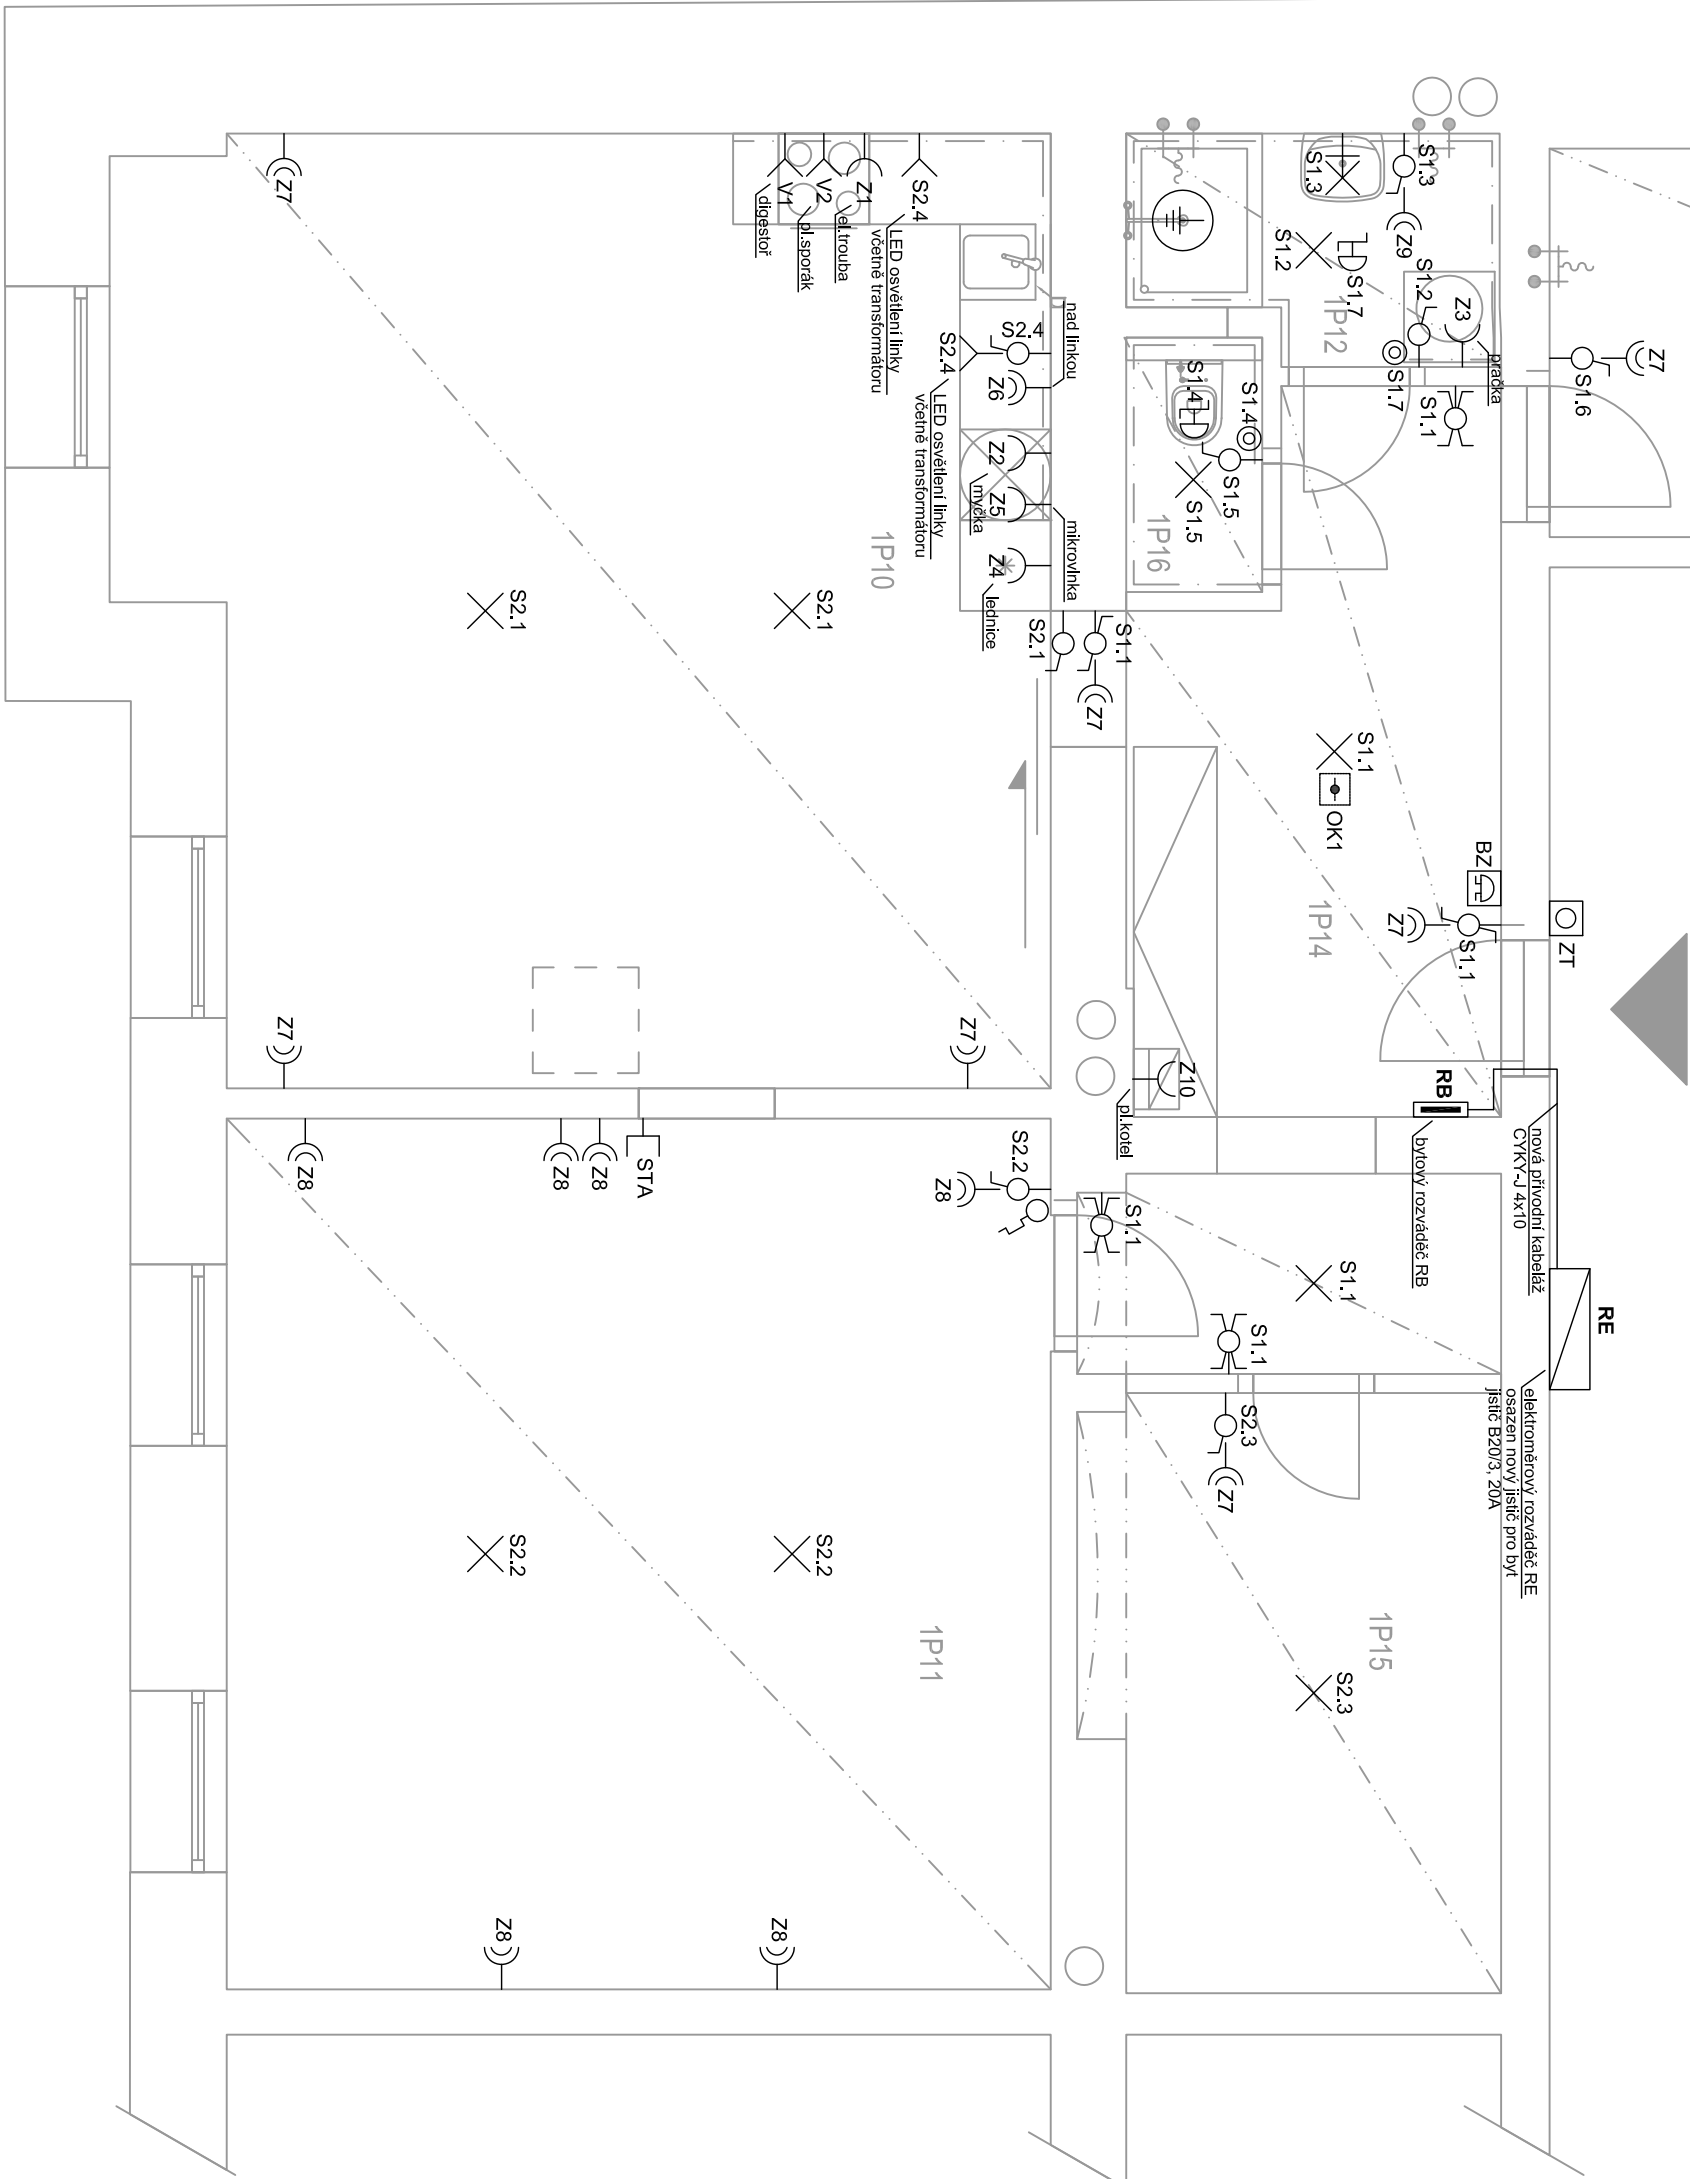 Z7
S1.6
S1.3
S1.3
Z9
S1.2
S1.7
S1.2
Z3
1P12
pračka
S1.7
S1.1
Z7
V1
V2
Z1
S2.4
digestoř
pl.sporák
el.trouba
LED osvětlení linky
včetně transformátoru
nad linkou
S2.4
S2.4
Z6
LED osvětlení linky
včetně transformátoru
Z2
myčka
Z5
mikrovlnka
Z4
lednice
1P10
S1.4
S1.4
S1.5
S1.5
1P16
S2.1
S2.1
S2.1
S1.1
Z7
S1.1
OK1
BZ
ZT
Z7
S1.1
1P14
Z7
Z7
Z10
pl.kotel
RB
bytový rozváděč RB
nová přívodní kabeláž
CYKY-J 4x10
RE
elektroměrový rozváděč RE
osazen nový jistič pro byt
jistič B20/3, 20A
Z8
Z8
Z8
STA
S2.2
Z8
S1.1
S1.1
S1.1
S2.3
Z7
S2.2
S2.2
1P11
1P15
S2.3
Z8
Z8